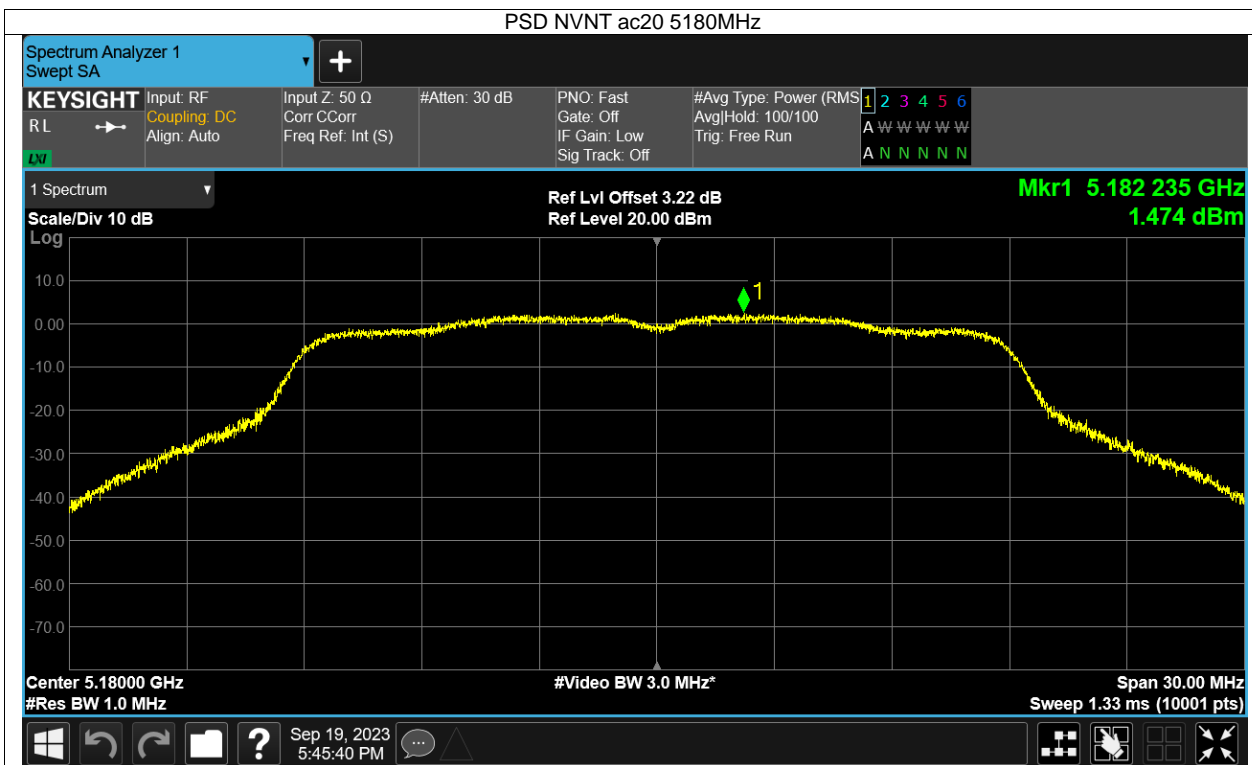 PSD NVNT ac20 5180MHz
Spectrum Analyzer 1
Swept SA
KEYSIGHT
RL
LXI
Input: RF
Coupling: DC
Align: Auto
Input Z: 50 Ω
Corr CCorr
Freq Ref: Int (S)
#Atten: 30 dB
PNO: Fast
Gate: Off
IF Gain: Low
Sig Track: Off
#Avg Type: Power (RMS
Avg|Hold: 100/100
Trig: Free Run
1 2 3 4 5 6
A W W W W W
A N N N N N
1 Spectrum
Scale/Div 10 dB
Ref Lvl Offset 3.22 dB
Ref Level 20.00 dBm
Mkr1 5.182 235 GHz
1.474 dBm
Log
10.0
0.00
-10.0
-20.0
-30.0
-40.0
-50.0
-60.0
-70.0
1
Center 5.18000 GHz
#Res BW 1.0 MHz
#Video BW 3.0 MHz*
Span 30.00 MHz
Sweep 1.33 ms (10001 pts)
Sep 19, 2023
5:45:40 PM